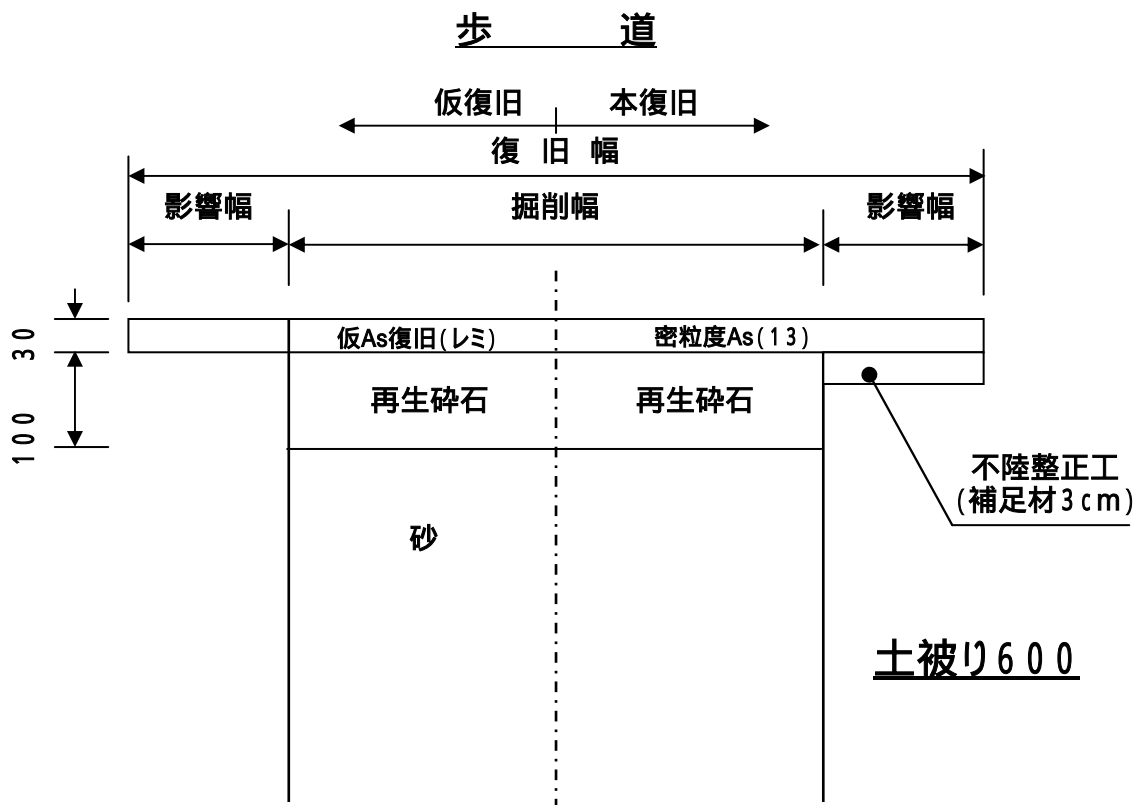 歩　道
仮復旧 本復旧
復 旧 幅
影響幅 掘削幅 影響幅
30
仮As復旧(レミ) 密粒度As(13)
100
再生砕石 再生砕石
不陸整正工
(補足材3cm)
砂
土被り600